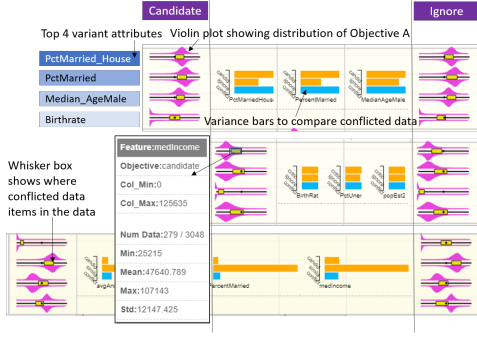 Candidate
Ignore
Top 4 variant attributes
Violin plot showing distribution of Objective A
PctMarried_House
PctMarried
Median_AgeMale
Birthrate
PctMarriedHous
PercentMarried
MedianAgeMale
Variance bars to compare conflicted data
Feature:medIncome
Objective:candidate
Col_Min:0
Col_Max:125635
Num Data:279 / 3048
Min:25215
Mean:47640.789
Max:107143
Std:12147.425
Whisker box
shows where
conflicted data
items in the data
BirthRat
PctUner
popEst2
avgAn
PercentMarried
medIncome